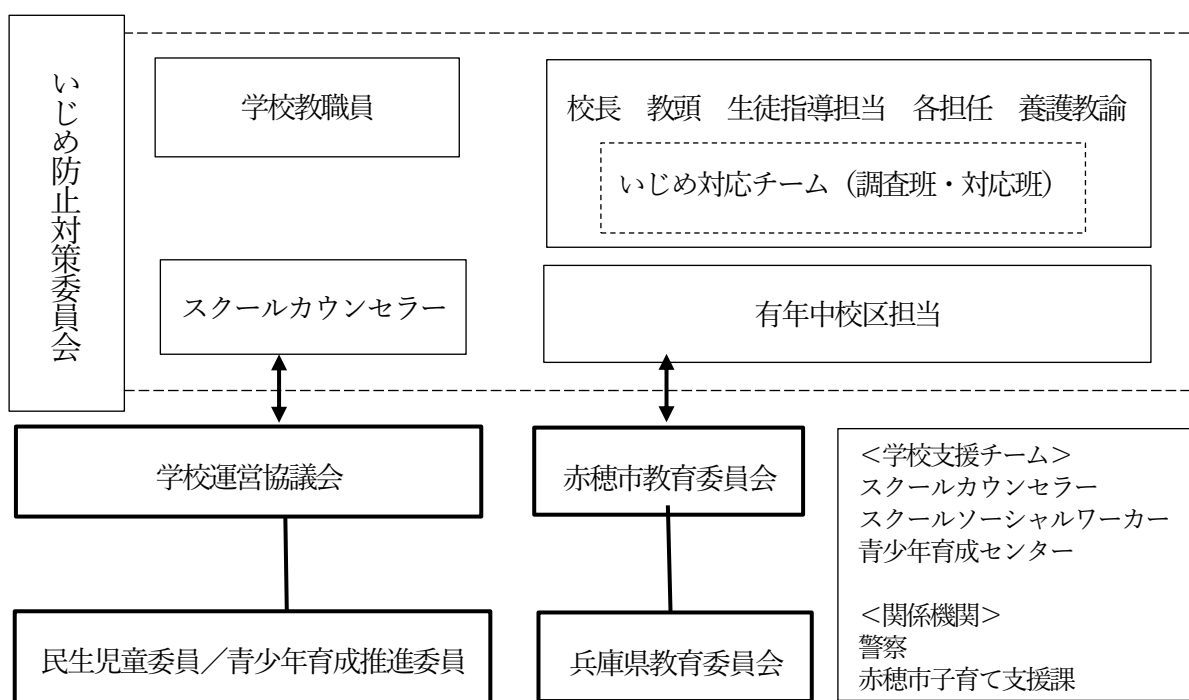 いじめ防止対策委員会
学校教職員
校長　教頭　生徒指導担当　各担任　養護教諭
いじめ対応チーム（調査班・対応班）
スクールカウンセラー
有年中校区担当
学校運営協議会
赤穂市教育委員会
＜学校支援チーム＞
スクールカウンセラー
スクールソーシャルワーカー
青少年育成センター
＜関係機関＞
警察
赤穂市子育て支援課
民生児童委員／青少年育成推進委員
兵庫県教育委員会